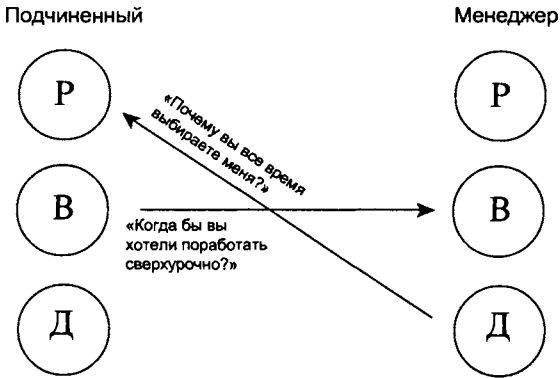 Подчиненный
Менеджер
Р
Р
«Почему вы все время
выбираете меня?»
В
В
«Когда бы вы
хотели поработать
сверхурочно?»
Д
Д